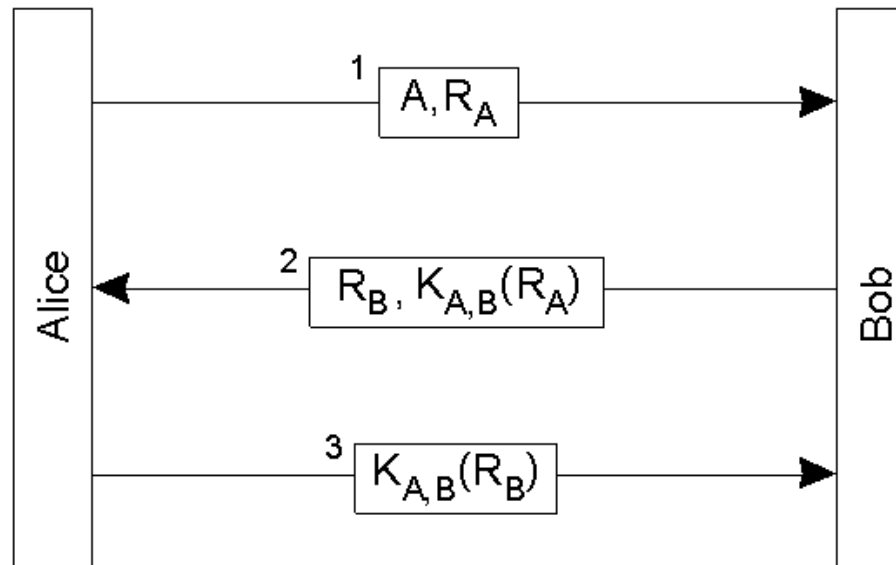 1
A, R_A
Alice
2
R_B, K_A,B(R_A)
Bob
3
K_A,B(R_B)